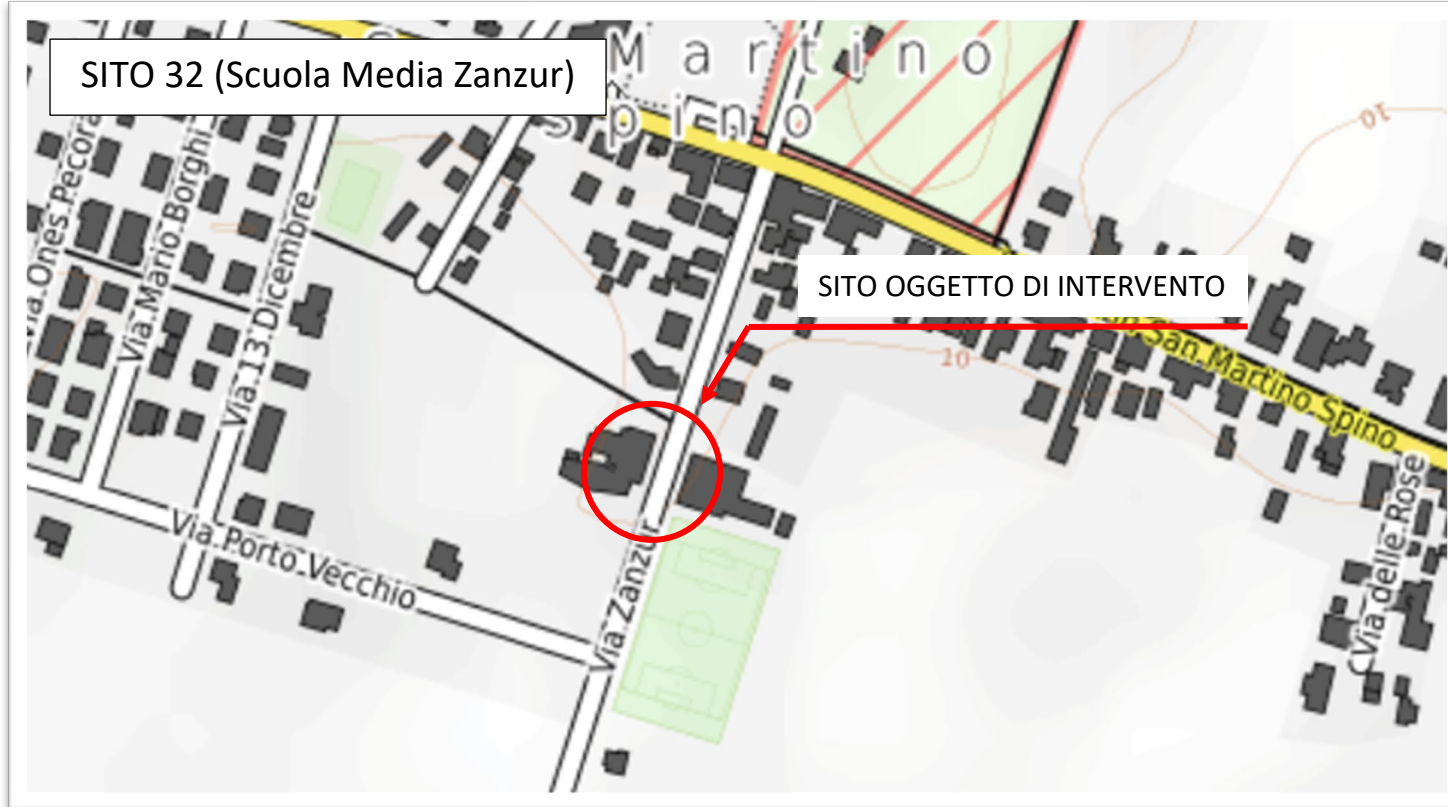 SITO 32 (Scuola Media Zanzur)
Martino
Spino
10
SITO OGGETTO DI INTERVENTO
10
San.Martino.Spino
Via.Ones.Pecora
Via.Mario.Borghi
Via.13.Dicembre
Via.Porto.Vecchio
Via.Zanzur
Via.delle.Rose